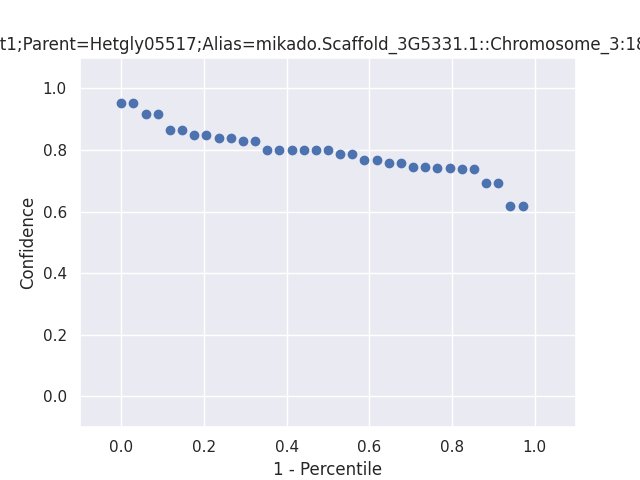 t1;Parent=Hetgly05517;Alias=mikado.Scaffold_3G5331.1::Chromosome_3:18
1.0
0.8
0.6
0.4
0.2
0.0
Confidence
0.0 0.2 0.4 0.6 0.8 1.0
1 - Percentile